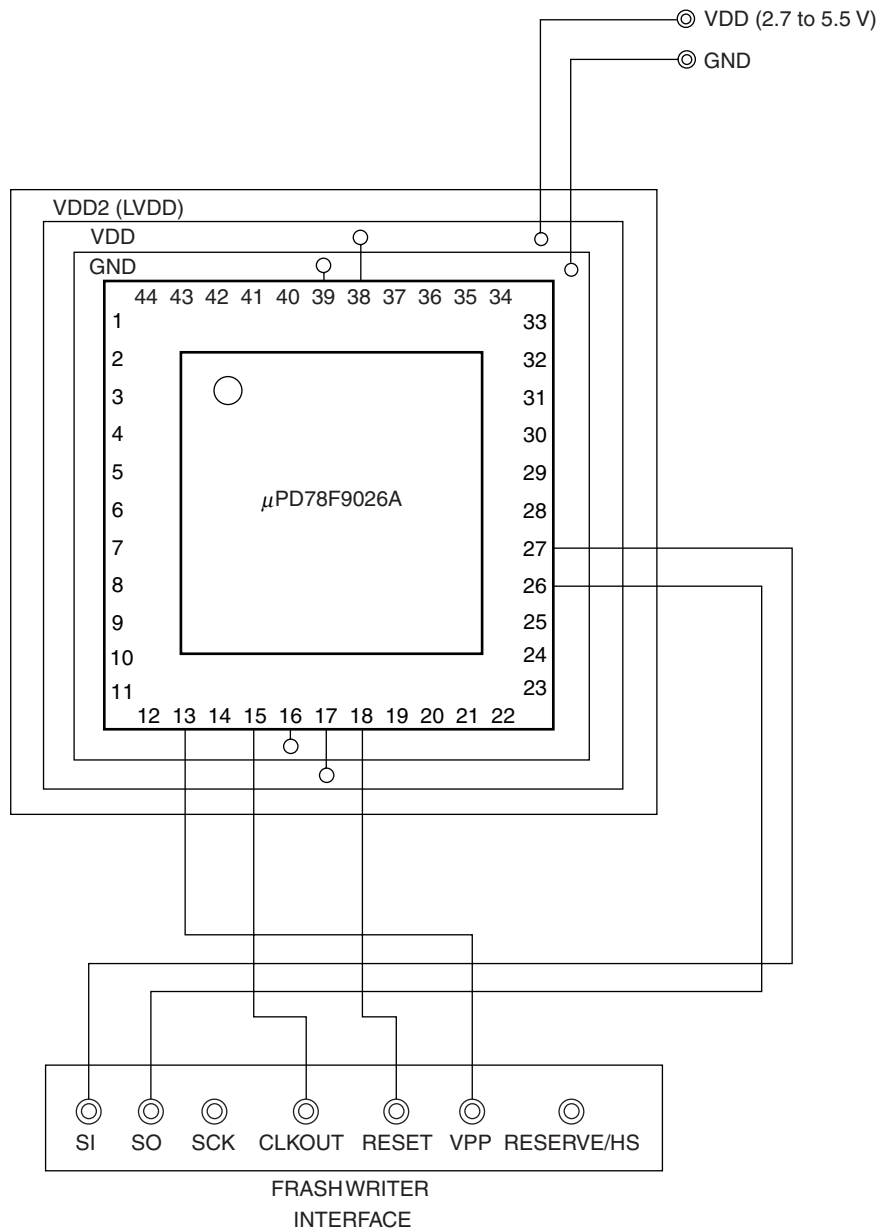 VDD (2.7 to 5.5 V)
GND
VDD2 (LVDD)
VDD
GND
44 43 42 41 40 39 38 37 36 35 34
1 33
2 32
3 31
4 30
5 29
6 μPD78F9026A 28
7 27
8 26
9 25
10 24
11 23
12 13 14 15 16 17 18 19 20 21 22
SI SO SCK CLKOUT RESET VPP RESERVE/HS
FRASHWRITER
INTERFACE